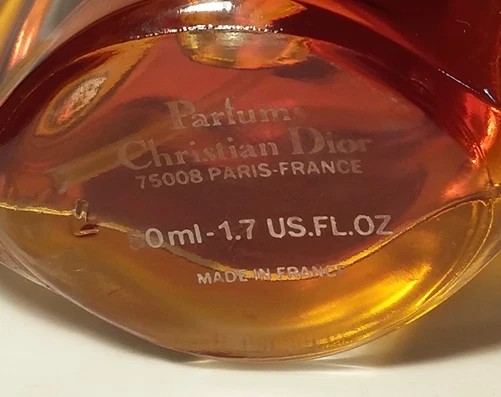 Parfums
Christian Dior
75008 PARIS-FRANCE
50ml-1.7 US.FL.OZ
MADE IN FRANCE